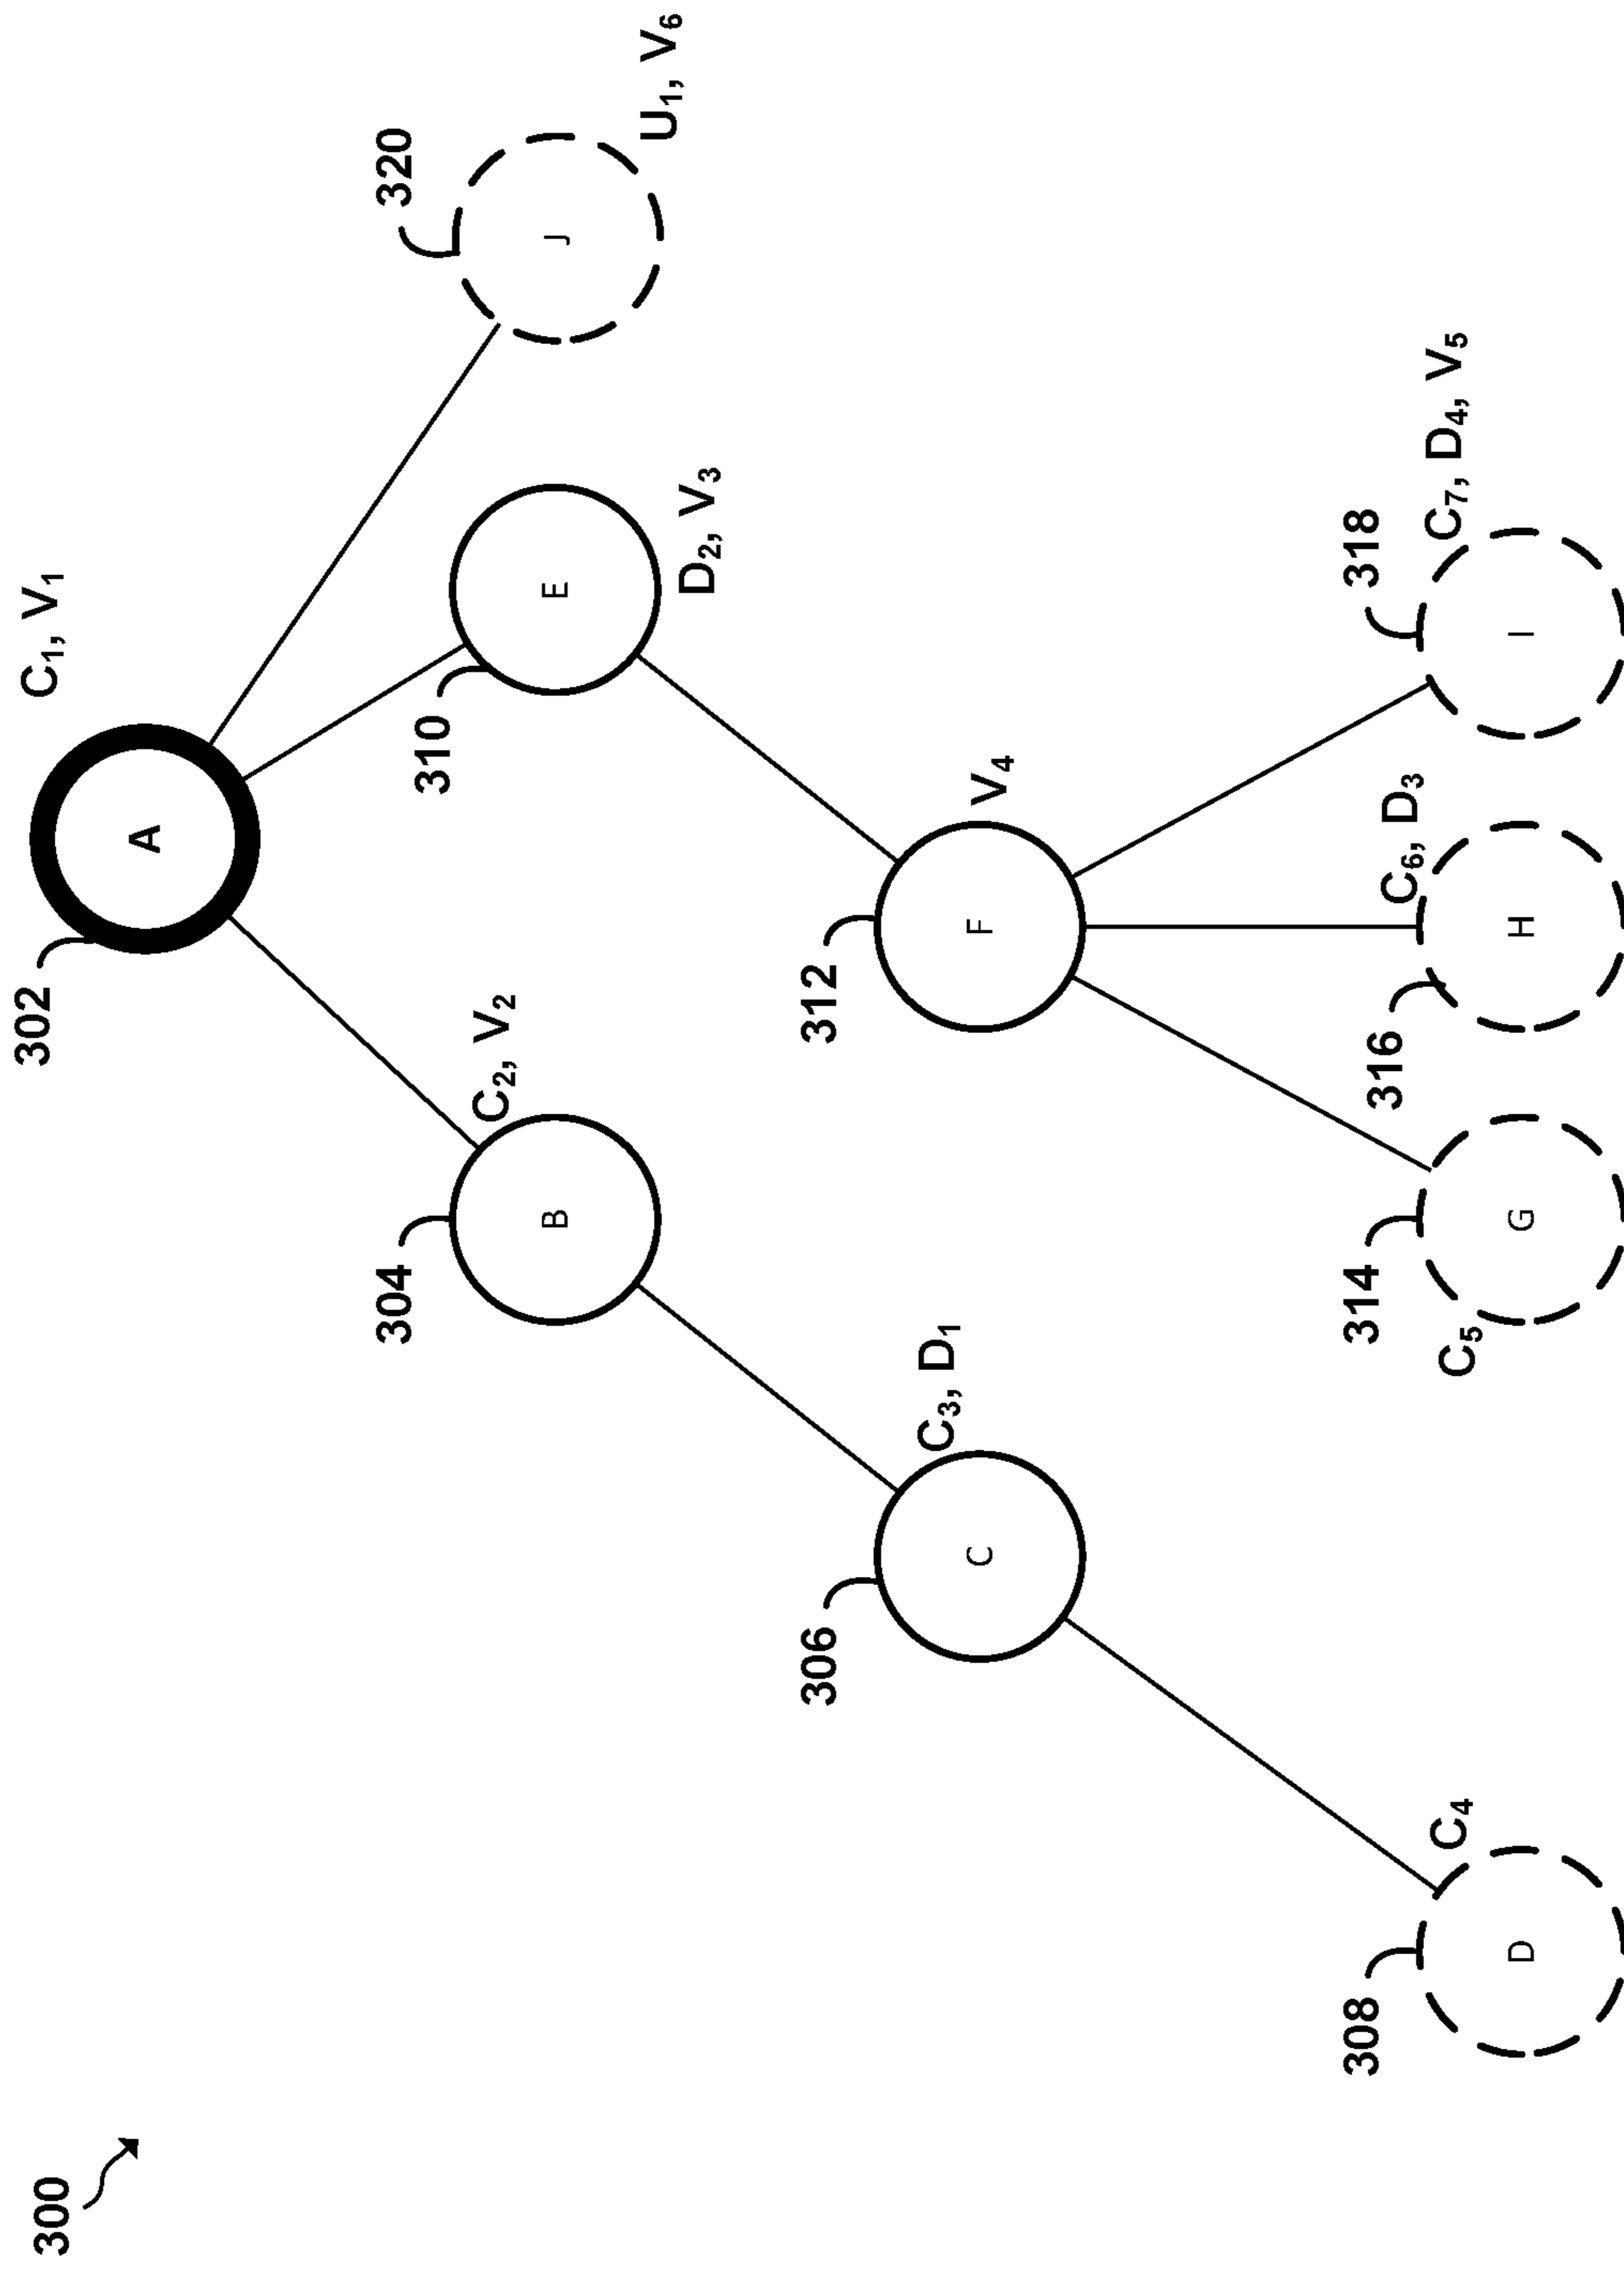 300
302
A
C₁, V₁
304
B
C₂, V₂
310
E
D₂, V₃
320
J
U₁, V₆
306
C
C₃, D₁
312
F
V₄
308
D
C₄
314
G
C₅
316
H
C₆, D₃
318
I
C₇, D₄, V₅